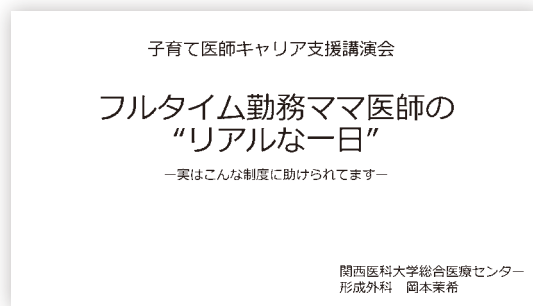 子育て医師キャリア支援講演会
フルタイム勤務ママ医師の
“リアルな一日”
―実はこんな制度に助けられてます―
関西医科大学総合医療センター
形成外科 岡本茉希